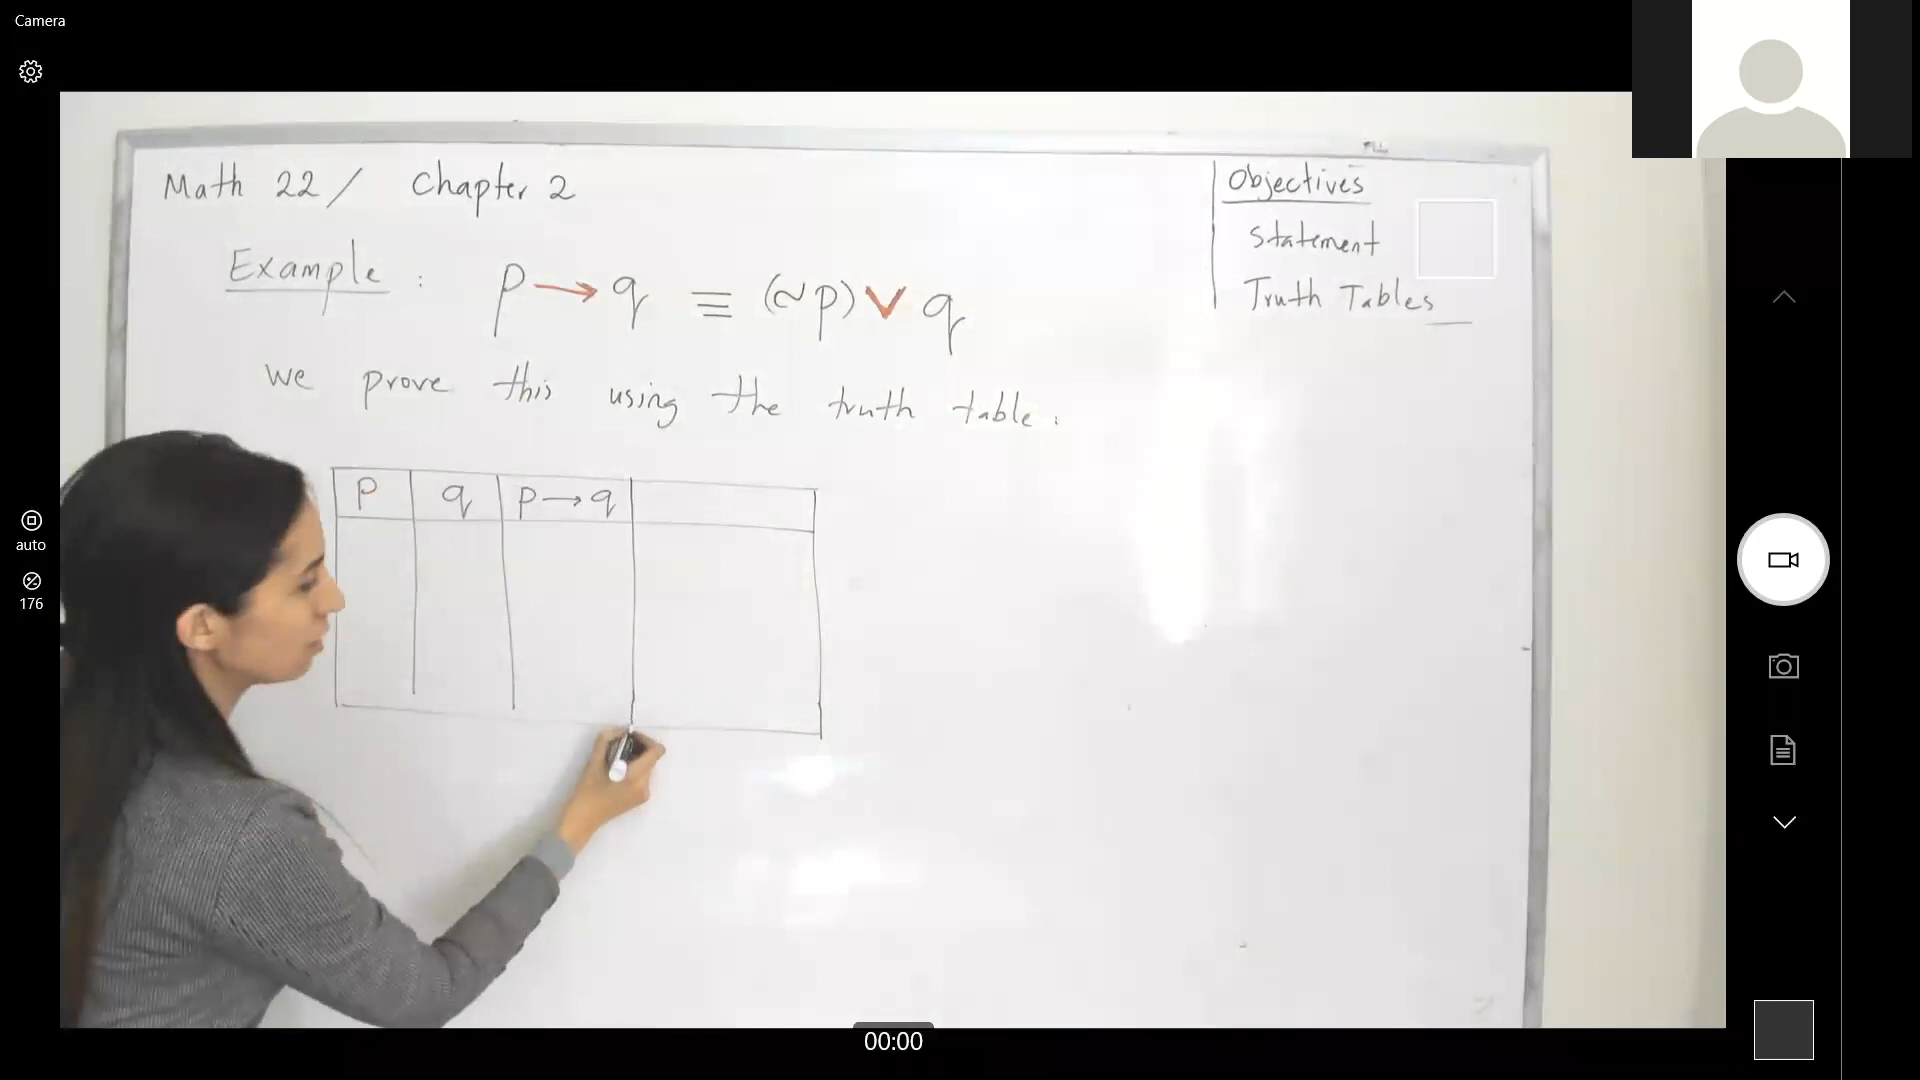 Camera
Math 22 / Chapter 2
Objectives
Statement
Truth Tables
Example : p → q ≡ (~p) ∨ q
we prove this using the truth table:
p q p → q
auto
176
00:00